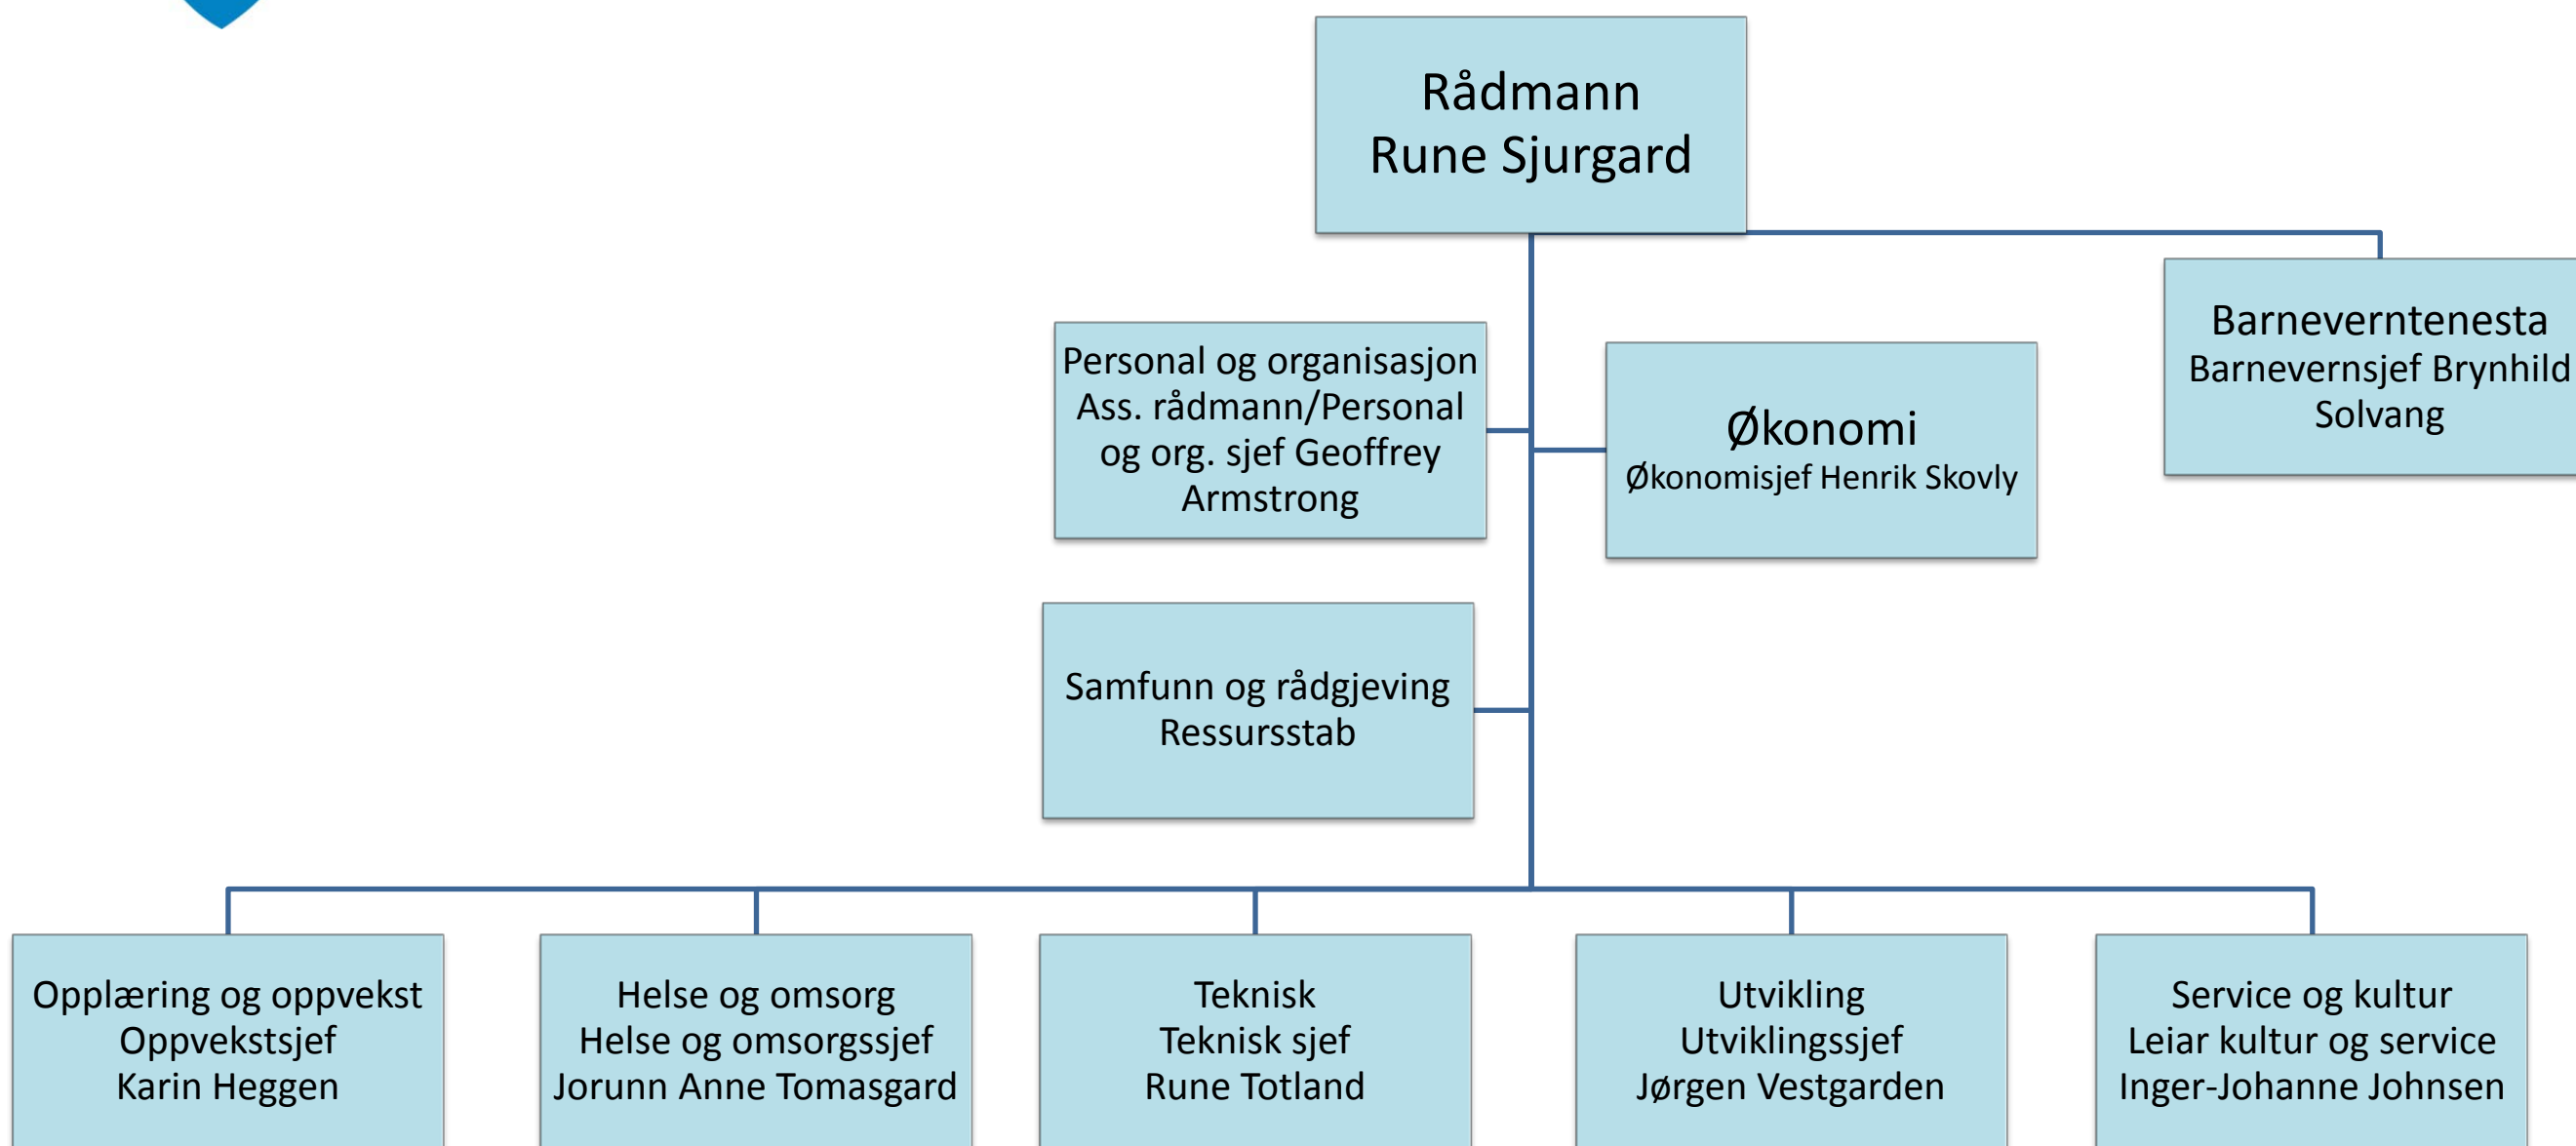 Rådmann
Rune Sjurgard
Barneverntenesta
Barnevernsjef Brynhild
Solvang
Personal og organisasjon
Ass. rådmann/Personal
og org. sjef Geoffrey
Armstrong
Økonomi
Økonomisjef Henrik Skovly
Samfunn og rådgjeving
Ressursstab
Opplæring og oppvekst
Oppvekstsjef
Karin Heggen
Helse og omsorg
Helse og omsorgssjef
Jorunn Anne Tomasgard
Teknisk
Teknisk sjef
Rune Totland
Utvikling
Utviklingssjef
Jørgen Vestgarden
Service og kultur
Leiar kultur og service
Inger-Johanne Johnsen